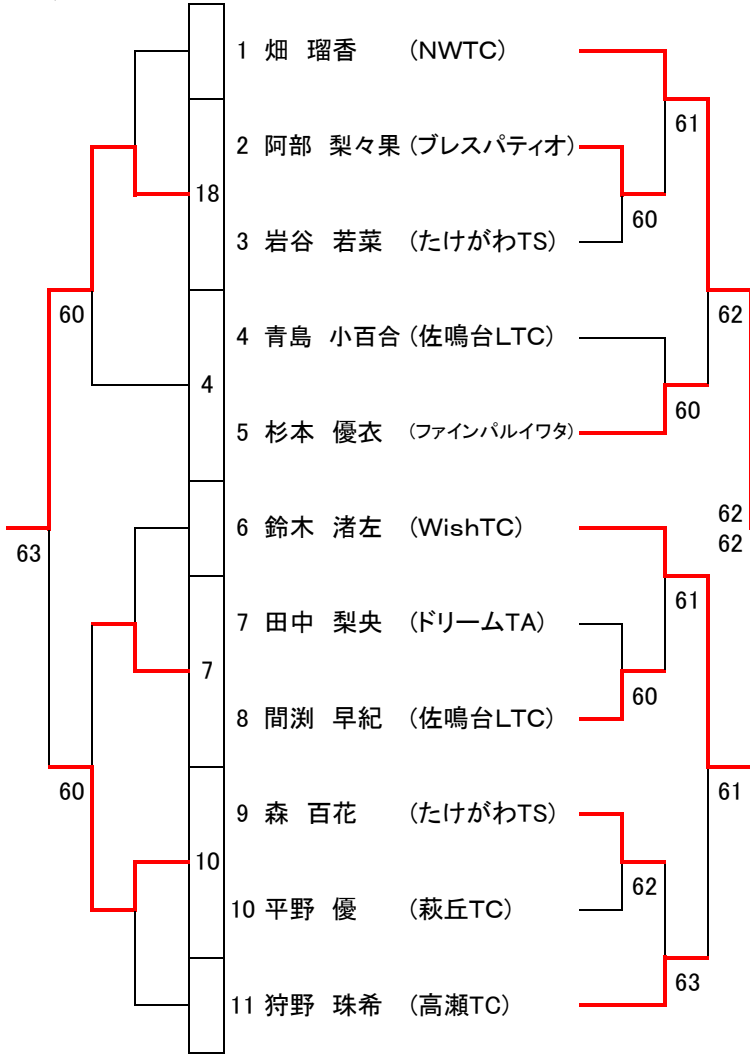 1 畑 瑠香 (NWTC)
61
2 阿部 梨々果 (ブレスパティオ)
18
60
3 岩谷 若菜 (たけがわTS)
60
62
4 青島 小百合 (佐鳴台LTC)
4
60
5 杉本 優衣 (ファインパルイワタ)
62
6 鈴木 渚左 (WishTC)
62
63
61
7 田中 梨央 (ドリームTA)
7
60
8 間渕 早紀 (佐鳴台LTC)
60
61
9 森 百花 (たけがわTS)
10
62
10 平野 優 (萩丘TC)
63
11 狩野 珠希 (高瀬TC)